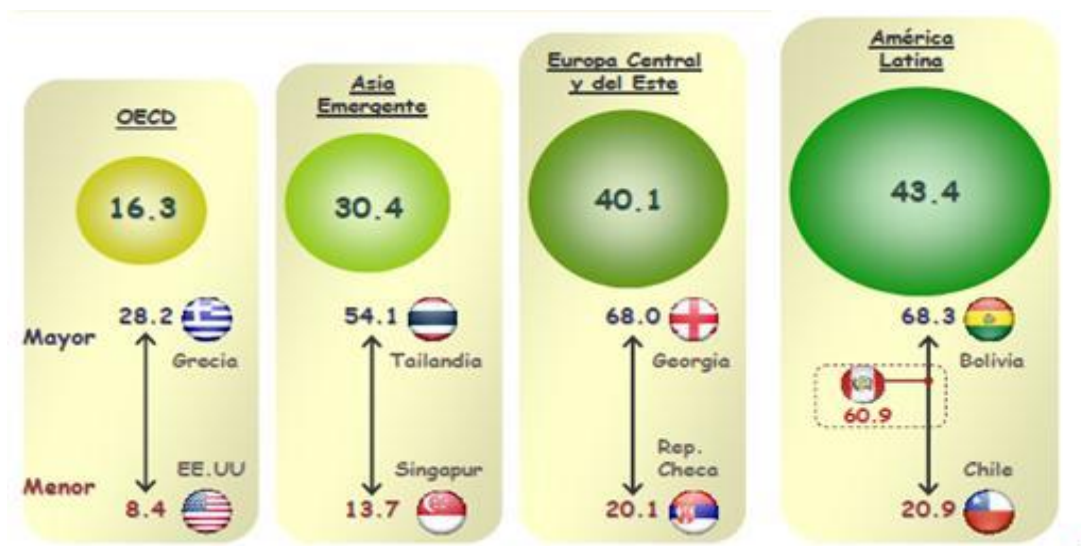 OECD
16.3
Mayor
28.2
Grecia
EE.UU
Menor
8.4
Asia
Emergente
30.4
54.1
Tailandia
Singapur
13.7
Europa Central
y del Este
40.1
68.0
Georgia
Rep.
Checa
20.1
América
Latina
43.4
68.3
Bolivia
60.9
Chile
20.9